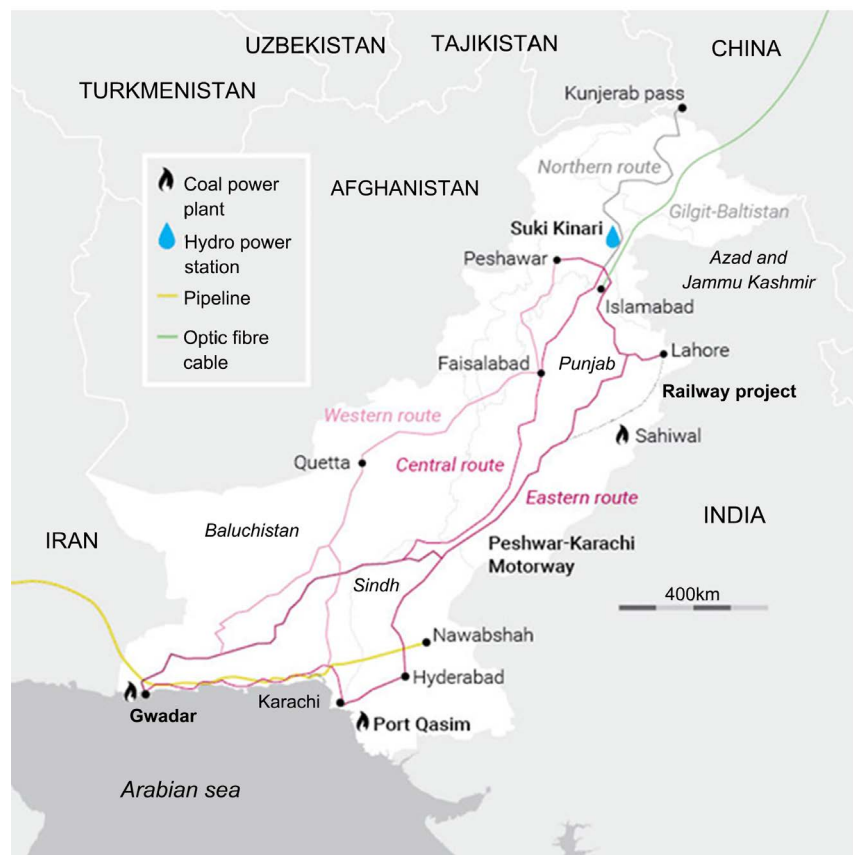 UZBEKISTAN
TAJIKISTAN
CHINA
TURKMENISTAN
Kunjerab pass
Northern route
Coal power
plant
Hydro power
station
Pipeline
Optic fibre
cable
AFGHANISTAN
Gilgit-Baltistan
Suki Kinari
Peshawar
Azad and
Jammu Kashmir
Islamabad
Faisalabad
Punjab
Lahore
Railway project
Western route
Sahiwal
Quetta
Central route
Eastern route
Baluchistan
INDIA
IRAN
Peshwar-Karachi
Motorway
Sindh
400km
Nawabshah
Hyderabad
Karachi
Gwadar
Port Qasim
Arabian sea